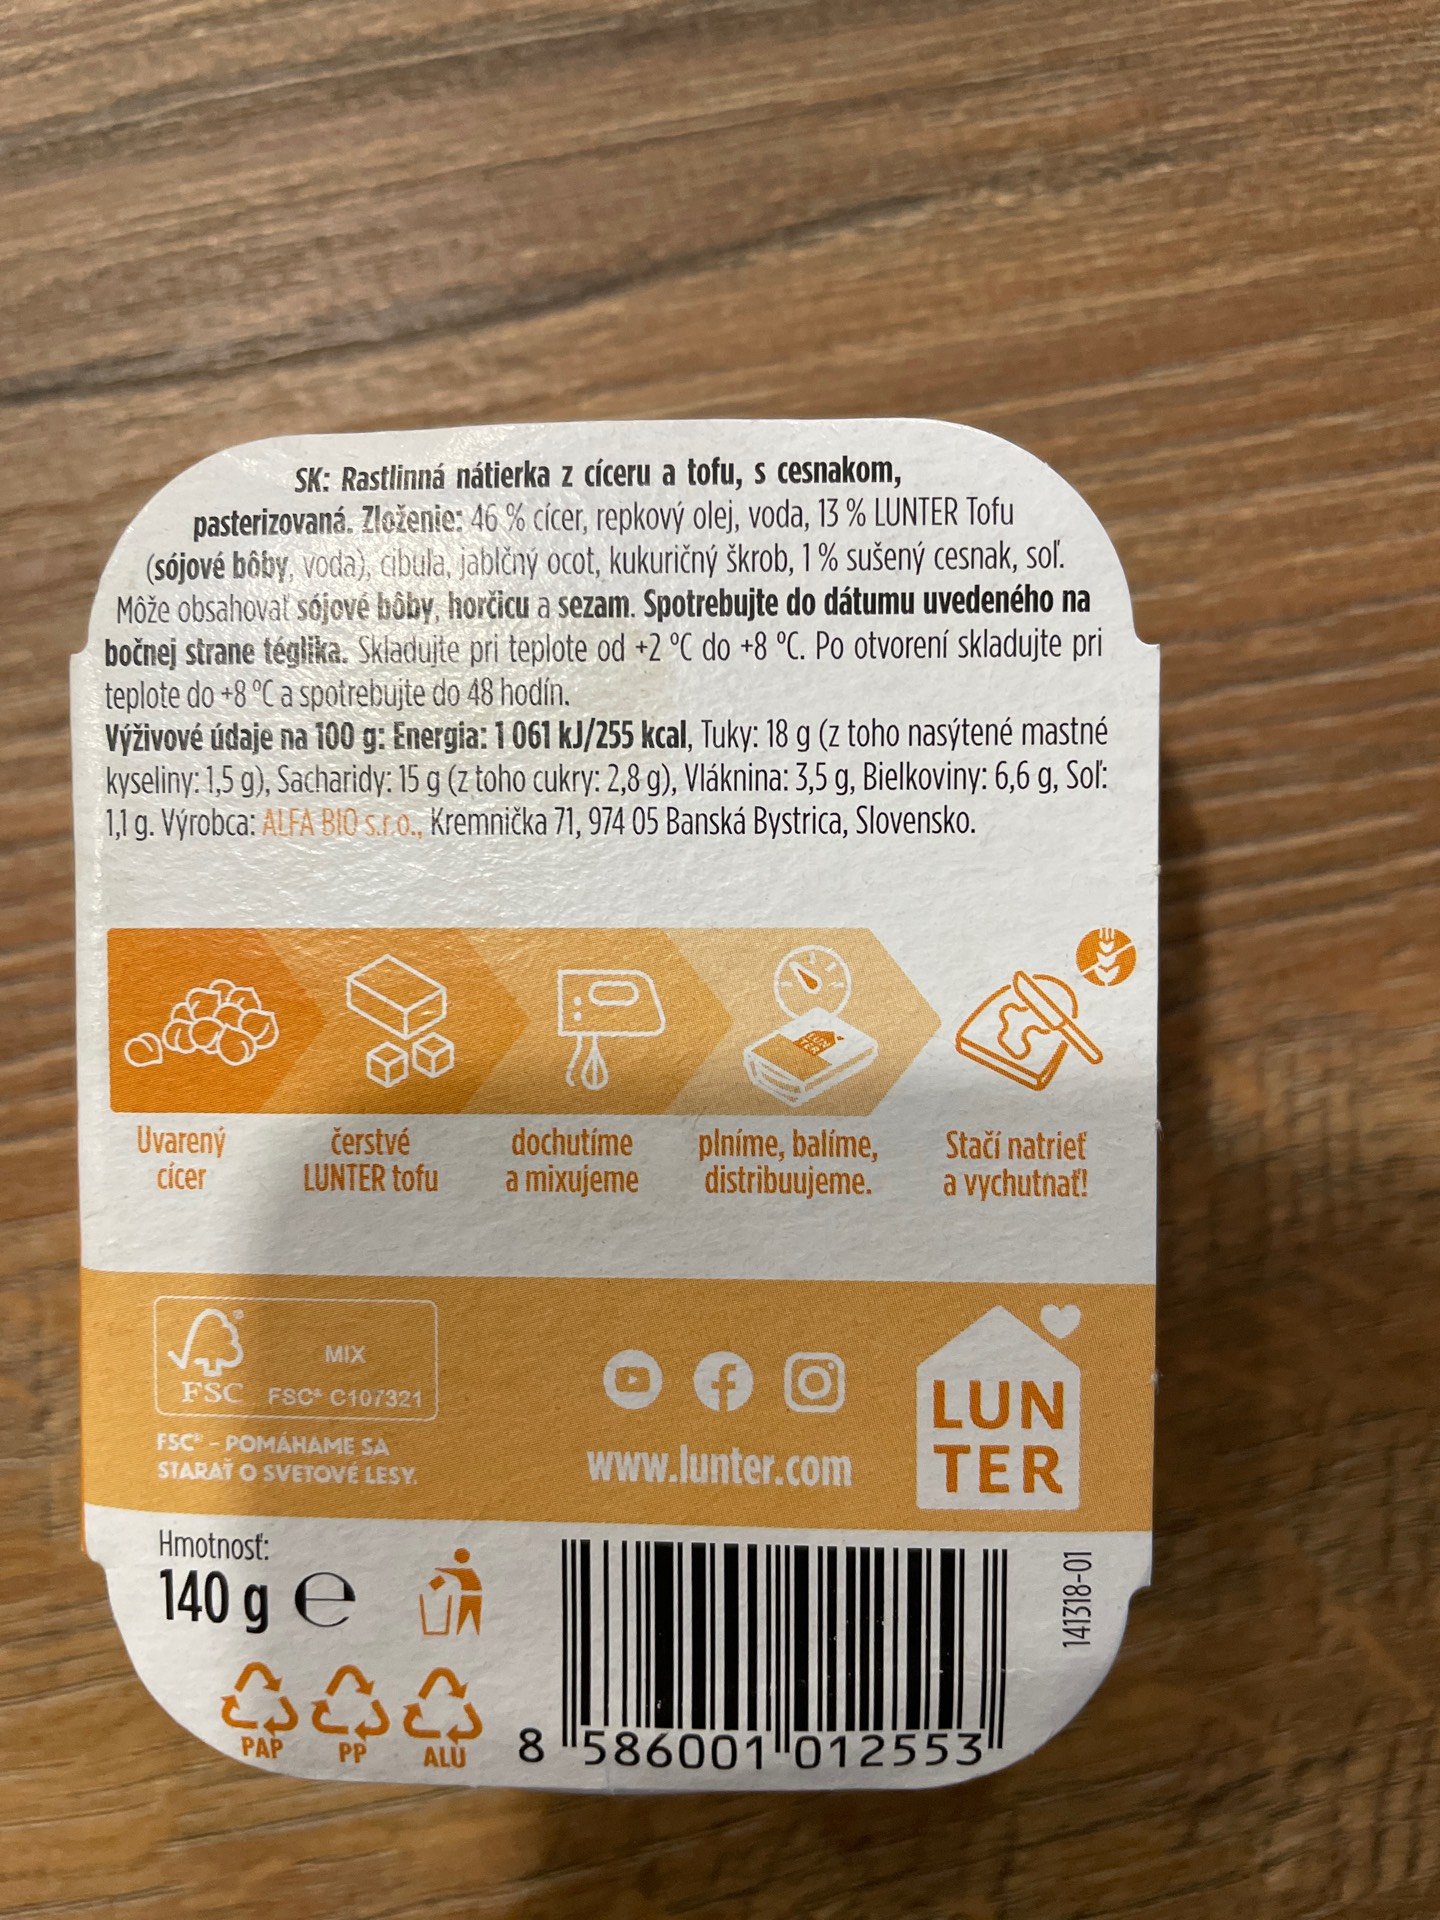 SK: Rastlinná nátierka z cíceru a tofu, s cesnakom,
pasterizovaná. Zloženie: 46 % cícer, repkový olej, voda, 13 % LUNTER Tofu
(sójové bôby, voda), cibuľa, jablčný ocot, kukuričný škrob, 1 % sušený cesnak, soľ.
Môže obsahovať sójové bôby, horčicu a sezam. Spotrebujte do dátumu uvedeného na
bočnej strane téglika. Skladujte pri teplote od +2 °C do +8 °C. Po otvorení skladujte pri
teplote do +8 °C a spotrebujte do 48 hodín.
Výživové údaje na 100 g: Energia: 1 061 kJ/255 kcal, Tuky: 18 g (z toho nasýtené mastné
kyseliny: 1,5 g), Sacharidy: 15 g (z toho cukry: 2,8 g), Vláknina: 3,5 g, Bielkoviny: 6,6 g, Soľ:
1,1 g. Výrobca: ALFA BIO s.r.o., Kremnička 71, 974 05 Banská Bystrica, Slovensko.
LUN
TER
Uvarený
cícer
čerstvé
LUNTER tofu
dochutíme
a mixujeme
plníme, balíme,
distribuujeme.
Stačí natrieť
a vychutnať!
MIX
FSC FSC® C107321
FSC® - POMÁHAME SA
STARAŤ O SVETOVÉ LESY.
www.lunter.com
LUN
TER
Hmotnosť:
140 g e
PAP PP ALU
8 586001 012553
141318-01